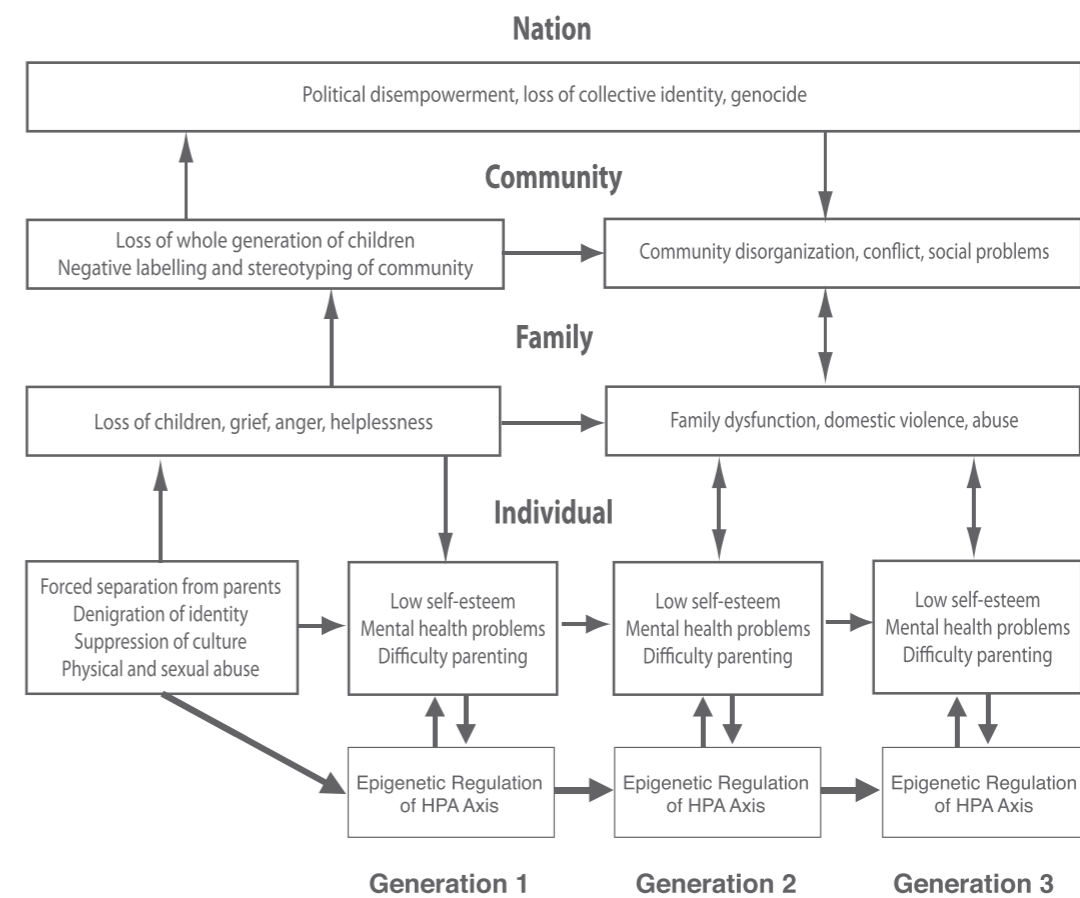 Nation
Political disempowerment, loss of collective identity, genocide
Community
Loss of whole generation of children
Negative labelling and stereotyping of community
Community disorganization, conflict, social problems
Family
Loss of children, grief, anger, helplessness
Family dysfunction, domestic violence, abuse
Individual
Forced separation from parents
Denigration of identity
Suppression of culture
Physical and sexual abuse
Low self-esteem
Mental health problems
Difficulty parenting
Low self-esteem
Mental health problems
Difficulty parenting
Low self-esteem
Mental health problems
Difficulty parenting
Epigenetic Regulation
of HPA Axis
Epigenetic Regulation
of HPA Axis
Epigenetic Regulation
of HPA Axis
Generation 1
Generation 2
Generation 3